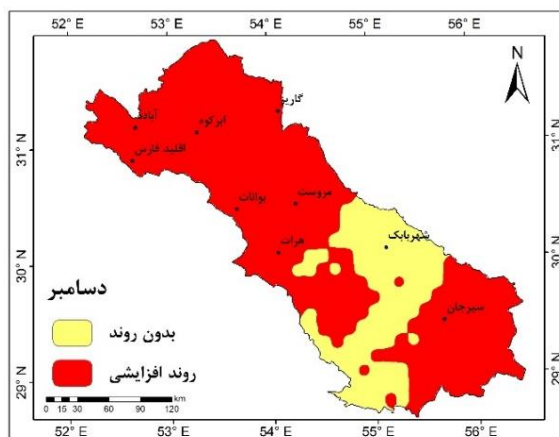 52° E 53° E 54° E 55° E 56° E
N
گاریز
آباده
ابرکوه
اقلید فارس
31° N 31° N
مروست
بوانات
شهربابک
هرات
30° N 30° N
دسامبر
سیرجان
بدون روند
روند افزایشی
29° N 29° N
km
0 15 30 60 90 120
52° E 53° E 54° E 55° E 56° E